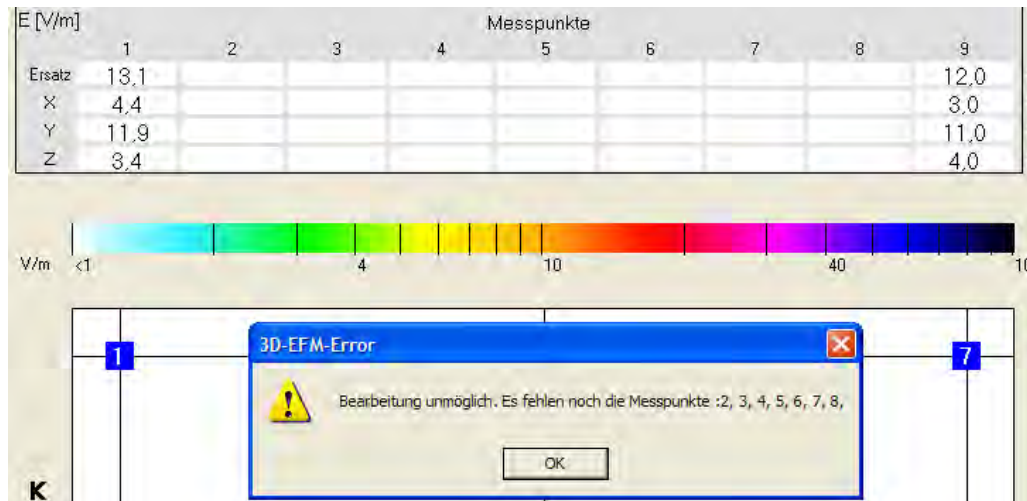 E [V/m] Messpunkte
1 2 3 4 5 6 7 8 9
Ersatz 13,1 12,0
X 4,4 3,0
Y 11,9 11,0
Z 3,4 4,0
V/m <1 4 10 40 10
1 7
3D-EFM-Error
Bearbeitung unmöglich. Es fehlen noch die Messpunkte :2, 3, 4, 5, 6, 7, 8,
OK
K